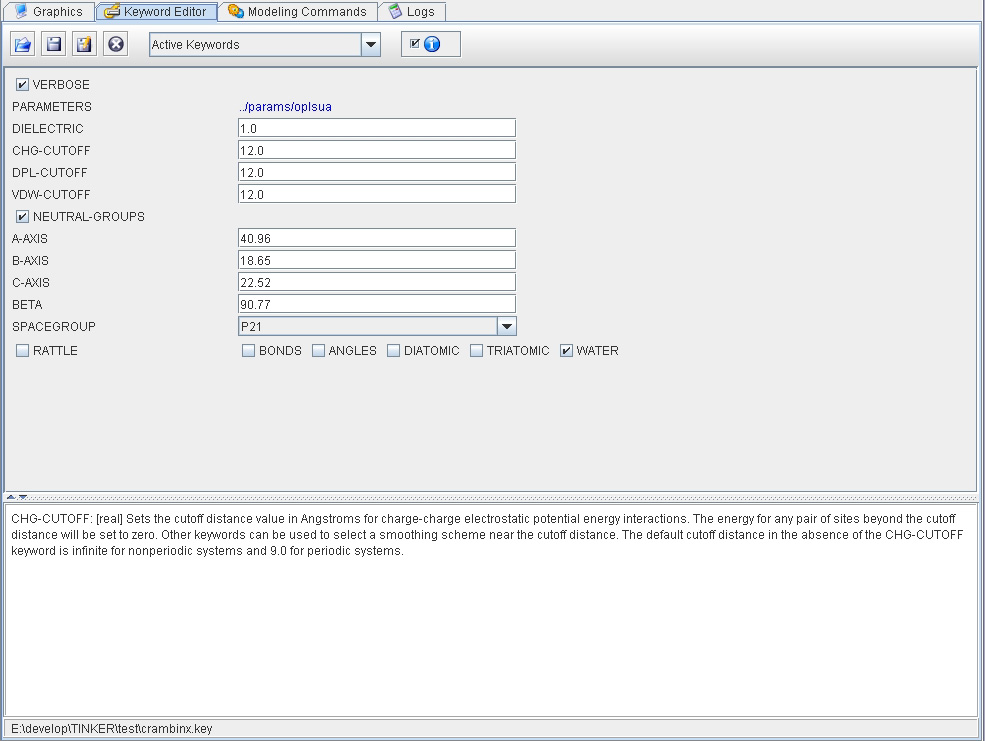 Graphics Keyword Editor Modeling Commands Logs
Active Keywords
VERBOSE
PARAMETERS ../params/oplsua
DIELECTRIC 1.0
CHG-CUTOFF 12.0
DPL-CUTOFF 12.0
VDW-CUTOFF 12.0
NEUTRAL-GROUPS
A-AXIS 40.96
B-AXIS 18.65
C-AXIS 22.52
BETA 90.77
SPACEGROUP P21
RATTLE BONDS ANGLES DIATOMIC TRIATOMIC WATER
CHG-CUTOFF: [real] Sets the cutoff distance value in Angstroms for charge-charge electrostatic potential energy interactions. The energy for any pair of sites beyond the cutoff
distance will be set to zero. Other keywords can be used to select a smoothing scheme near the cutoff distance. The default cutoff distance in the absence of the CHG-CUTOFF
keyword is infinite for nonperiodic systems and 9.0 for periodic systems.
E:\develop\TINKER\test\crambinx.key